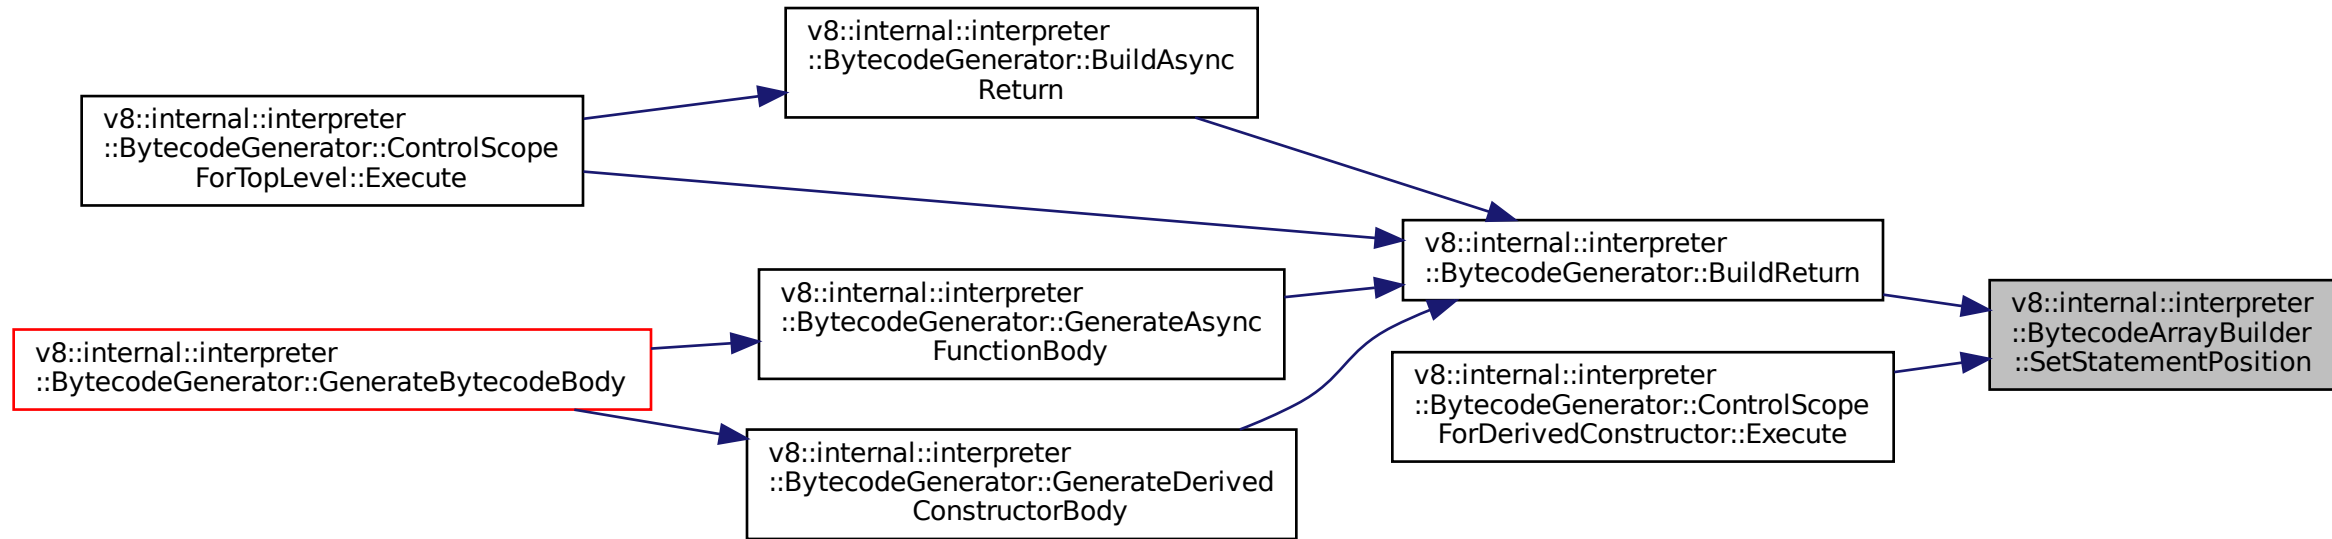 v8::internal::interpreter
::BytecodeGenerator::BuildAsync
Return
v8::internal::interpreter
::BytecodeGenerator::ControlScope
ForTopLevel::Execute
v8::internal::interpreter
::BytecodeGenerator::BuildReturn
v8::internal::interpreter
::BytecodeGenerator::GenerateAsync
FunctionBody
v8::internal::interpreter
::BytecodeArrayBuilder
::SetStatementPosition
v8::internal::interpreter
::BytecodeGenerator::GenerateBytecodeBody
v8::internal::interpreter
::BytecodeGenerator::ControlScope
ForDerivedConstructor::Execute
v8::internal::interpreter
::BytecodeGenerator::GenerateDerived
ConstructorBody